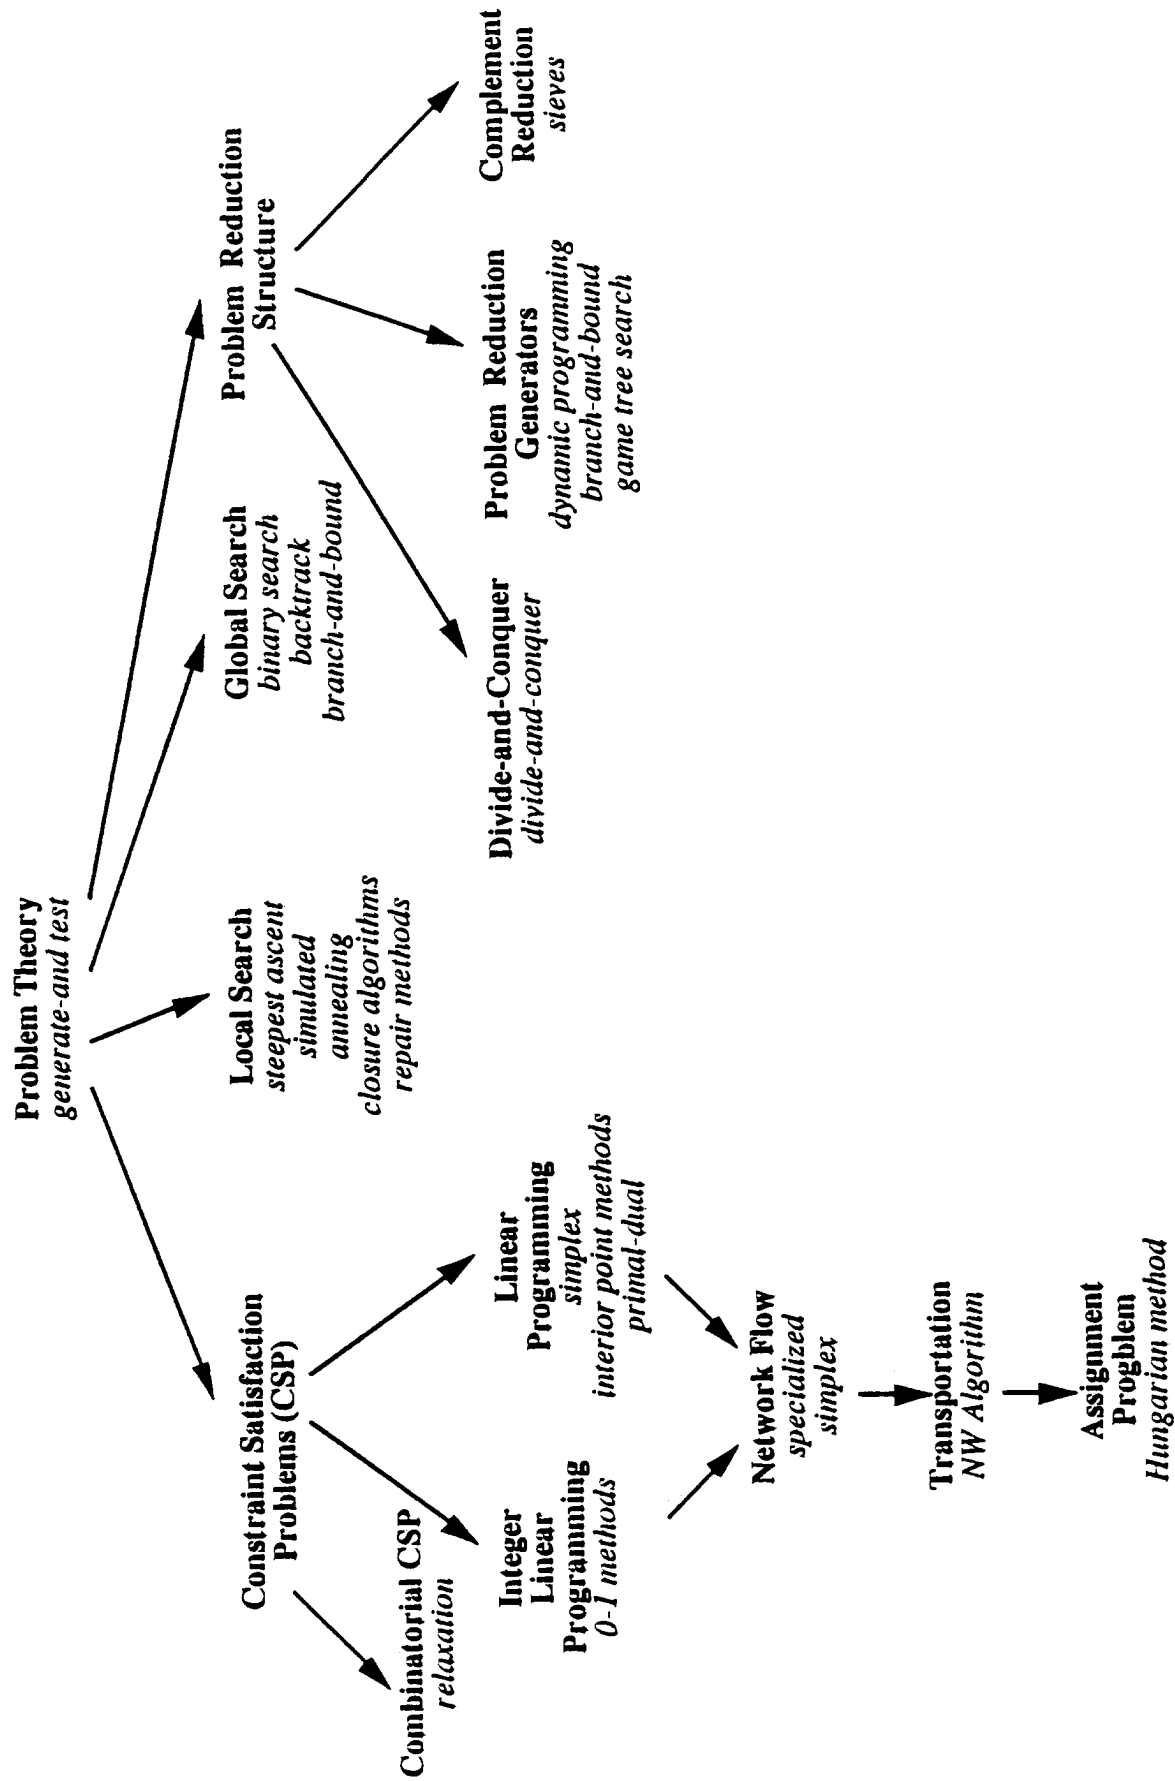 Problem Theory
generate-and test
Constraint Satisfaction
Problems (CSP)
Local Search
steepest ascent
simulated
annealing
closure algorithms
repair methods
Global Search
binary search
backtrack
branch-and-bound
Problem Reduction
Structure
Combinatorial CSP
relaxation
Integer
Linear
Programming
0-1 methods
Linear
Programming
simplex
interior point methods
primal-dual
Divide-and-Conquer
divide-and-conquer
Problem Reduction
Generators
dynamic programming
branch-and-bound
game tree search
Complement
Reduction
sieves
Network Flow
specialized
simplex
Transportation
NW Algorithm
Assignment
Progblem
Hungarian method